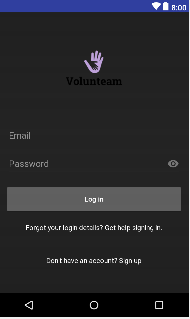 8:00
Volunteam
Email
Password
Log in
Forgot your login details? Get help signing in.
Don't have an account? Sign up